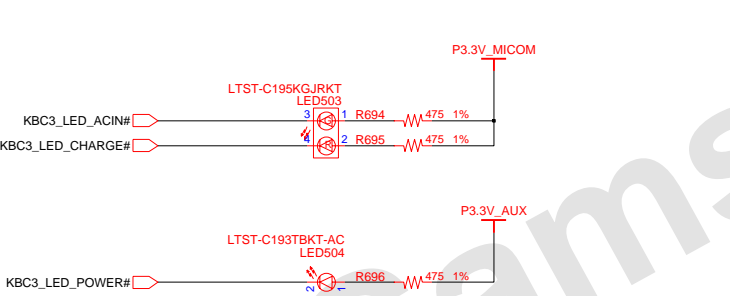 P3.3V_MICOM
LTST-C195KGJRKT
LED503
KBC3_LED_ACIN# 3 1 R694 475 1%
KBC3_LED_CHARGE# 4 2 R695 475 1%
P3.3V_AUX
LTST-C193TBKT-AC
LED504
KBC3_LED_POWER# 2 1 R696 475 1%